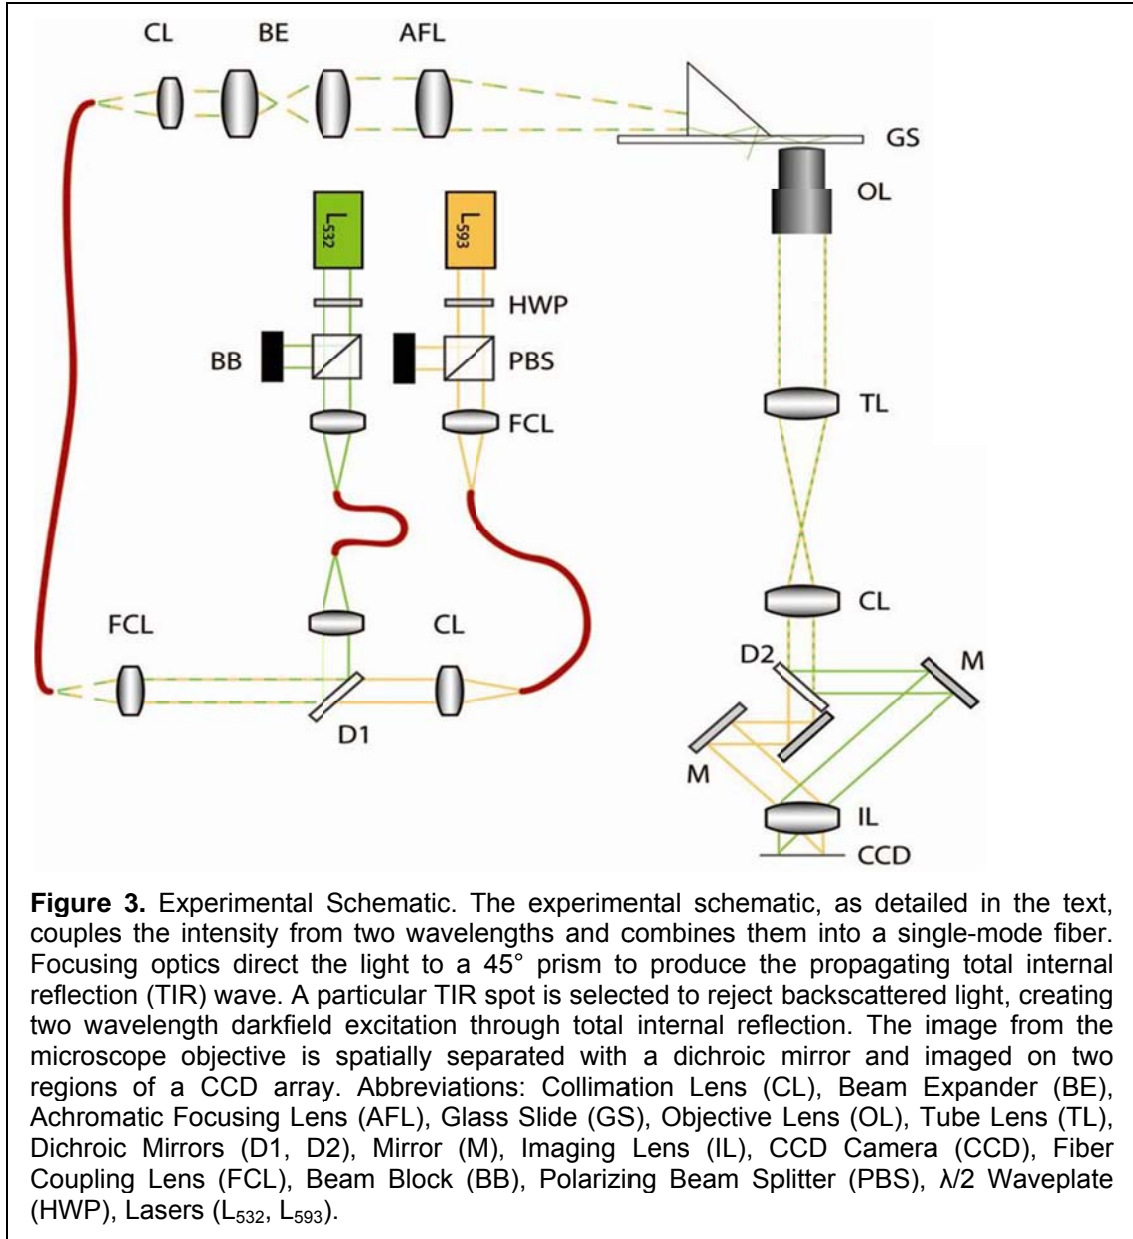 CL BE AFL
GS
OL
L532 L593
HWP
BB PBS
FCL
TL
CL
FCL CL
D2 M
D1
M
IL
CCD
Figure 3. Experimental Schematic. The experimental schematic, as detailed in the text,
couples the intensity from two wavelengths and combines them into a single-mode fiber.
Focusing optics direct the light to a 45° prism to produce the propagating total internal
reflection (TIR) wave. A particular TIR spot is selected to reject backscattered light, creating
two wavelength darkfield excitation through total internal reflection. The image from the
microscope objective is spatially separated with a dichroic mirror and imaged on two
regions of a CCD array. Abbreviations: Collimation Lens (CL), Beam Expander (BE),
Achromatic Focusing Lens (AFL), Glass Slide (GS), Objective Lens (OL), Tube Lens (TL),
Dichroic Mirrors (D1, D2), Mirror (M), Imaging Lens (IL), CCD Camera (CCD), Fiber
Coupling Lens (FCL), Beam Block (BB), Polarizing Beam Splitter (PBS), λ/2 Waveplate
(HWP), Lasers (L532, L593).